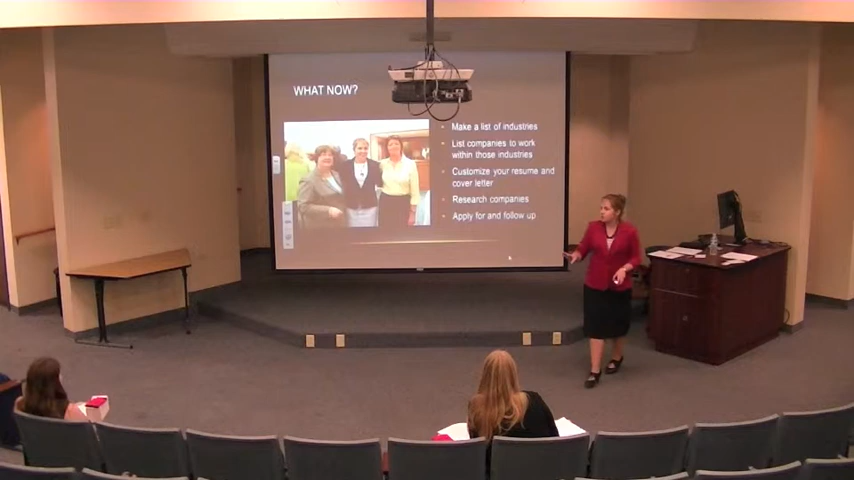 WHAT NOW?
Make a list of industries
List companies to work
within those industries
Customize your resume and
cover letter
Research companies
Apply for and follow up